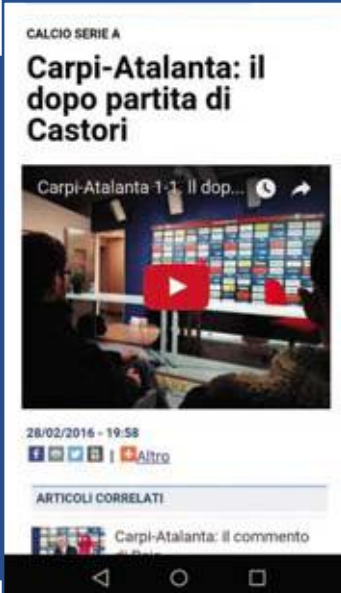 CALCIO SERIE A
Carpi-Atalanta: il
dopo partita di
Castori
Carpi-Atalanta 1-1: Il dop...
28/02/2016 - 19:58
| Altro
ARTICOLI CORRELATI
Carpi-Atalanta: il commento
di